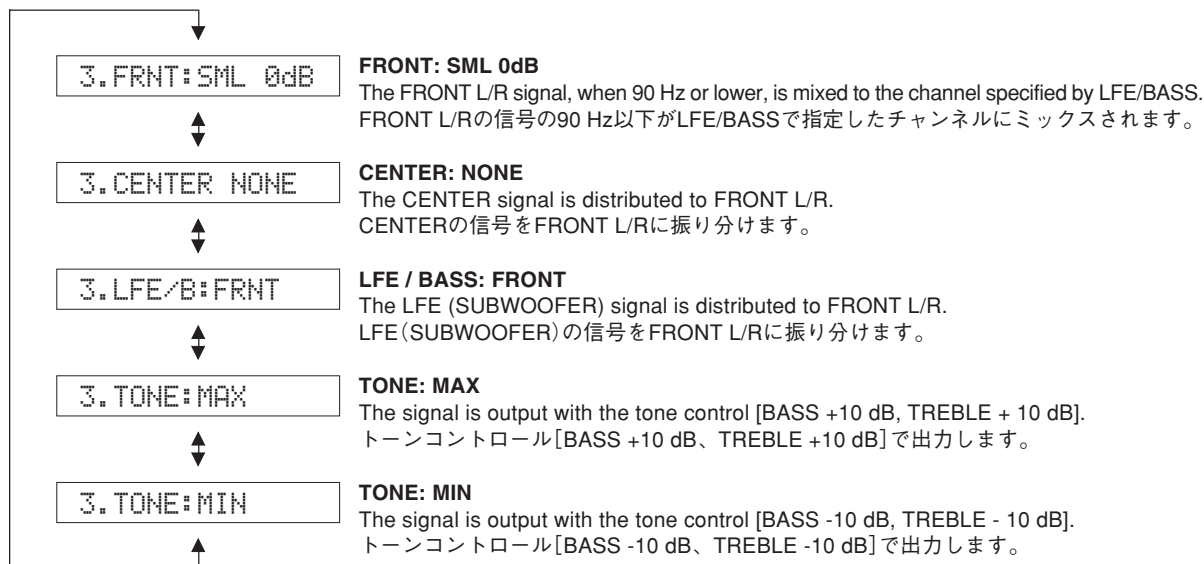 3.FRNT:SML 0dB
FRONT: SML 0dB
The FRONT L/R signal, when 90 Hz or lower, is mixed to the channel specified by LFE/BASS.
FRONT L/Rの信号の90 Hz以下がLFE/BASSで指定したチャンネルにミックスされます。
3.CENTER NONE
CENTER: NONE
The CENTER signal is distributed to FRONT L/R.
CENTERの信号をFRONT L/Rに振り分けます。
3.LFE/B:FRNT
LFE / BASS: FRONT
The LFE (SUBWOOFER) signal is distributed to FRONT L/R.
LFE(SUBWOOFER)の信号をFRONT L/Rに振り分けます。
3.TONE:MAX
TONE: MAX
The signal is output with the tone control [BASS +10 dB, TREBLE + 10 dB].
トーンコントロール[BASS +10 dB、TREBLE +10 dB]で出力します。
3.TONE:MIN
TONE: MIN
The signal is output with the tone control [BASS -10 dB, TREBLE - 10 dB].
トーンコントロール[BASS -10 dB、TREBLE -10 dB]で出力します。